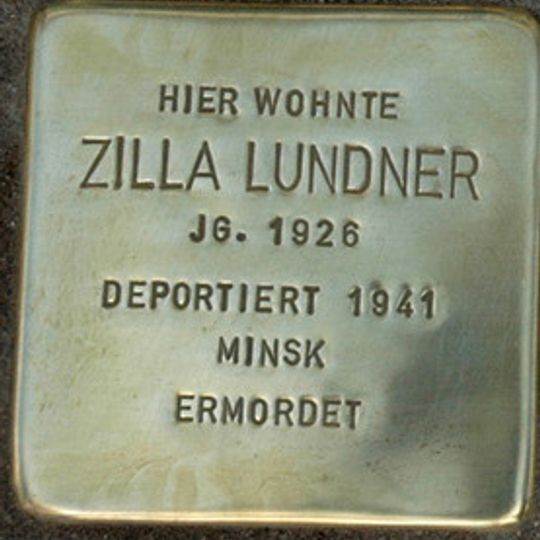 HIER WOHNTE
ZILLA LUNDNER
JG. 1926
DEPORTIERT 1941
MINSK
ERMORDET